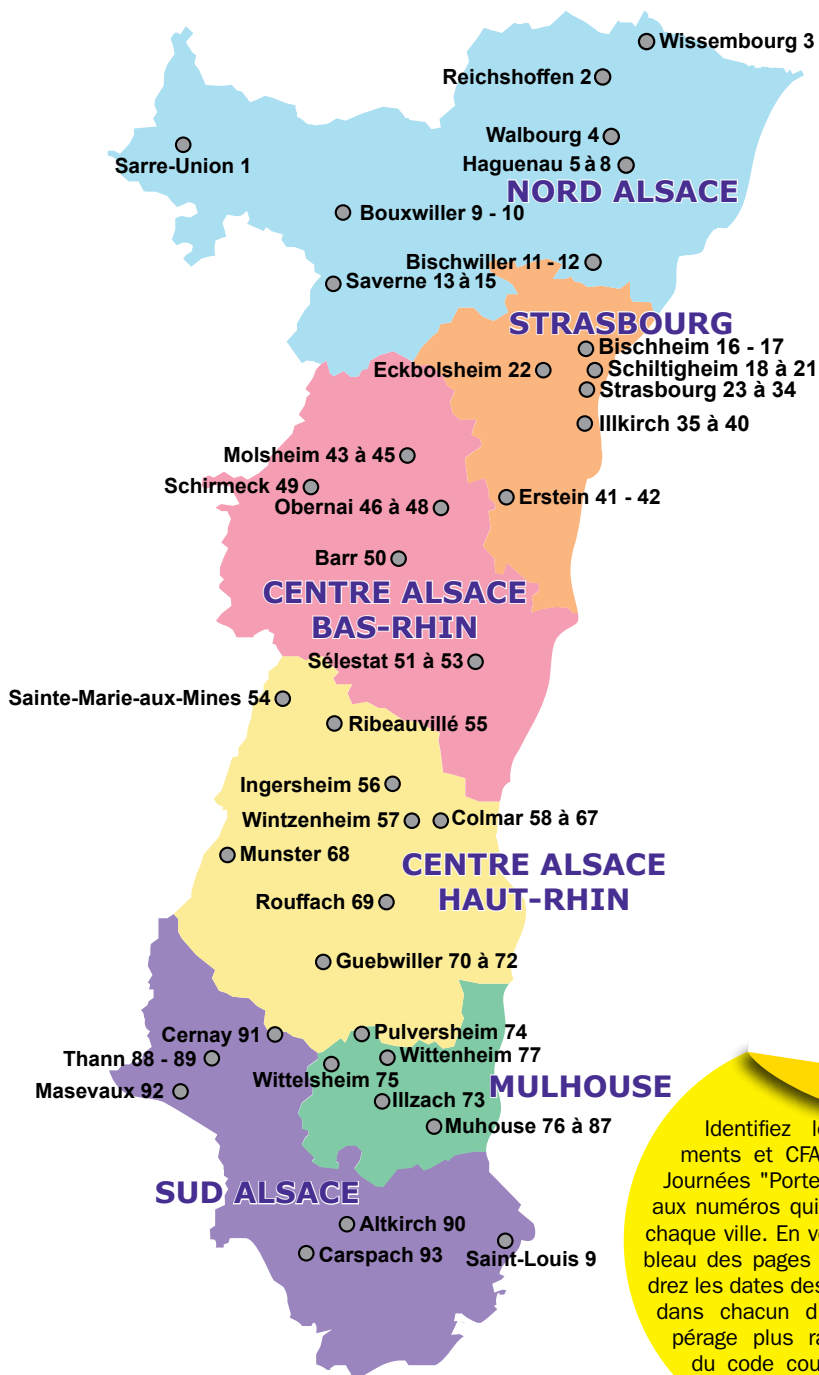 Wissembourg 3
Reichshoffen 2
Walbourg 4
Sarre-Union 1
Haguenau 5 à 8
NORD ALSACE
Bouxwiller 9 - 10
Bischwiller 11 - 12
Saverne 13 à 15
STRASBOURG
Bischheim 16 - 17
Eckbolsheim 22
Schiltigheim 18 à 21
Strasbourg 23 à 34
Illkirch 35 à 40
Molsheim 43 à 45
Schirmeck 49
Erstein 41 - 42
Obernai 46 à 48
Barr 50
CENTRE ALSACE
BAS-RHIN
Sélestat 51 à 53
Sainte-Marie-aux-Mines 54
Ribeauvillé 55
Ingersheim 56
Wintzenheim 57
Colmar 58 à 67
Munster 68
CENTRE ALSACE
HAUT-RHIN
Rouffach 69
Guebwiller 70 à 72
Cernay 91
Pulversheim 74
Thann 88 - 89
Wittenheim 77
Wittelsheim 75
MULHOUSE
Masevaux 92
Illzach 73
Muhouse 76 à 87
SUD ALSACE
Altkirch 90
Carspach 93
Saint-Louis 9
Identifiez l
ments et CFA
Journées "Porte
aux numéros qui
chaque ville. En v
bleau des pages
drez les dates des
dans chacun d
pérage plus ra
du code cou